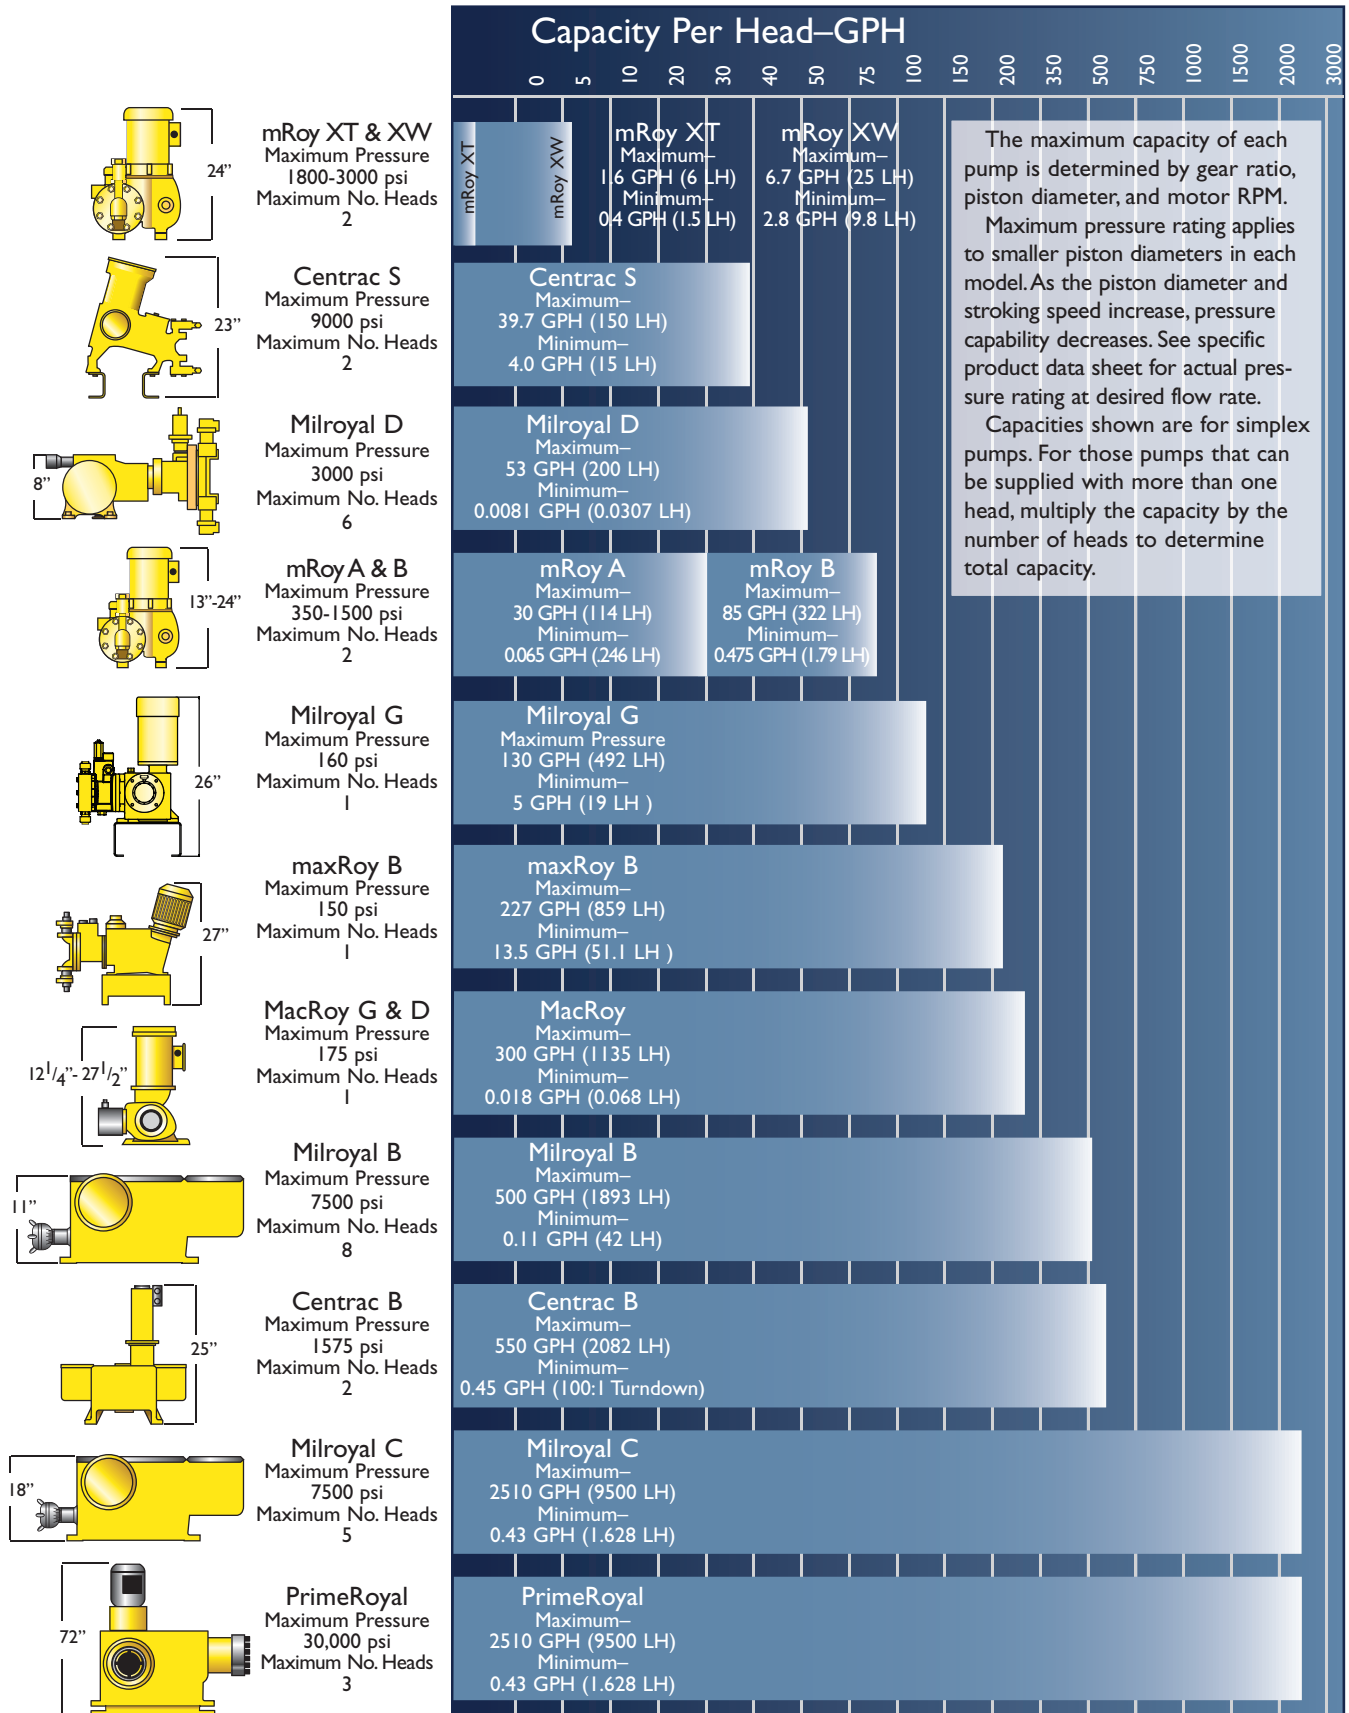 Capacity Per Head–GPH
0 5 10 20 30 40 50 75 100 150 200 350 500 750 1000 1500 2000 3000
24”
mRoy XT & XW
Maximum Pressure
1800-3000 psi
Maximum No. Heads
2
mRoy XT
mRoy XW
mRoy XT
Maximum–
1.6 GPH (6 LH)
Minimum–
0.4 GPH (1.5 LH)
mRoy XW
Maximum–
6.7 GPH (25 LH)
Minimum–
2.8 GPH (9.8 LH)
The maximum capacity of each
pump is determined by gear ratio,
piston diameter, and motor RPM.
Maximum pressure rating applies
to smaller piston diameters in each
model. As the piston diameter and
stroking speed increase, pressure
capability decreases. See specific
product data sheet for actual pres-
sure rating at desired flow rate.
Capacities shown are for simplex
pumps. For those pumps that can
be supplied with more than one
head, multiply the capacity by the
number of heads to determine
total capacity.
23”
Centrac S
Maximum Pressure
9000 psi
Maximum No. Heads
2
Centrac S
Maximum–
39.7 GPH (150 LH)
Minimum–
4.0 GPH (15 LH)
8”
Milroyal D
Maximum Pressure
3000 psi
Maximum No. Heads
6
Milroyal D
Maximum–
53 GPH (200 LH)
Minimum–
0.0081 GPH (0.0307 LH)
13”-24”
mRoy A & B
Maximum Pressure
350-1500 psi
Maximum No. Heads
2
mRoy A
Maximum–
30 GPH (114 LH)
Minimum–
0.065 GPH (.246 LH)
mRoy B
Maximum–
85 GPH (322 LH)
Minimum–
0.475 GPH (1.79 LH)
26”
Milroyal G
Maximum Pressure
160 psi
Maximum No. Heads
1
Milroyal G
Maximum Pressure
130 GPH (492 LH)
Minimum–
5 GPH (19 LH )
27”
maxRoy B
Maximum Pressure
150 psi
Maximum No. Heads
1
maxRoy B
Maximum–
227 GPH (859 LH)
Minimum–
13.5 GPH (51.1 LH )
12 1/4”- 27 1/2”
MacRoy G & D
Maximum Pressure
175 psi
Maximum No. Heads
1
MacRoy
Maximum–
300 GPH (1135 LH)
Minimum–
0.018 GPH (0.068 LH)
11”
Milroyal B
Maximum Pressure
7500 psi
Maximum No. Heads
8
Milroyal B
Maximum–
500 GPH (1893 LH)
Minimum–
0.11 GPH (42 LH)
25”
Centrac B
Maximum Pressure
1575 psi
Maximum No. Heads
2
Centrac B
Maximum–
550 GPH (2082 LH)
Minimum–
0.45 GPH (100:1 Turndown)
18”
Milroyal C
Maximum Pressure
7500 psi
Maximum No. Heads
5
Milroyal C
Maximum–
2510 GPH (9500 LH)
Minimum–
0.43 GPH (1.628 LH)
72”
PrimeRoyal
Maximum Pressure
30,000 psi
Maximum No. Heads
3
PrimeRoyal
Maximum–
2510 GPH (9500 LH)
Minimum–
0.43 GPH (1.628 LH)